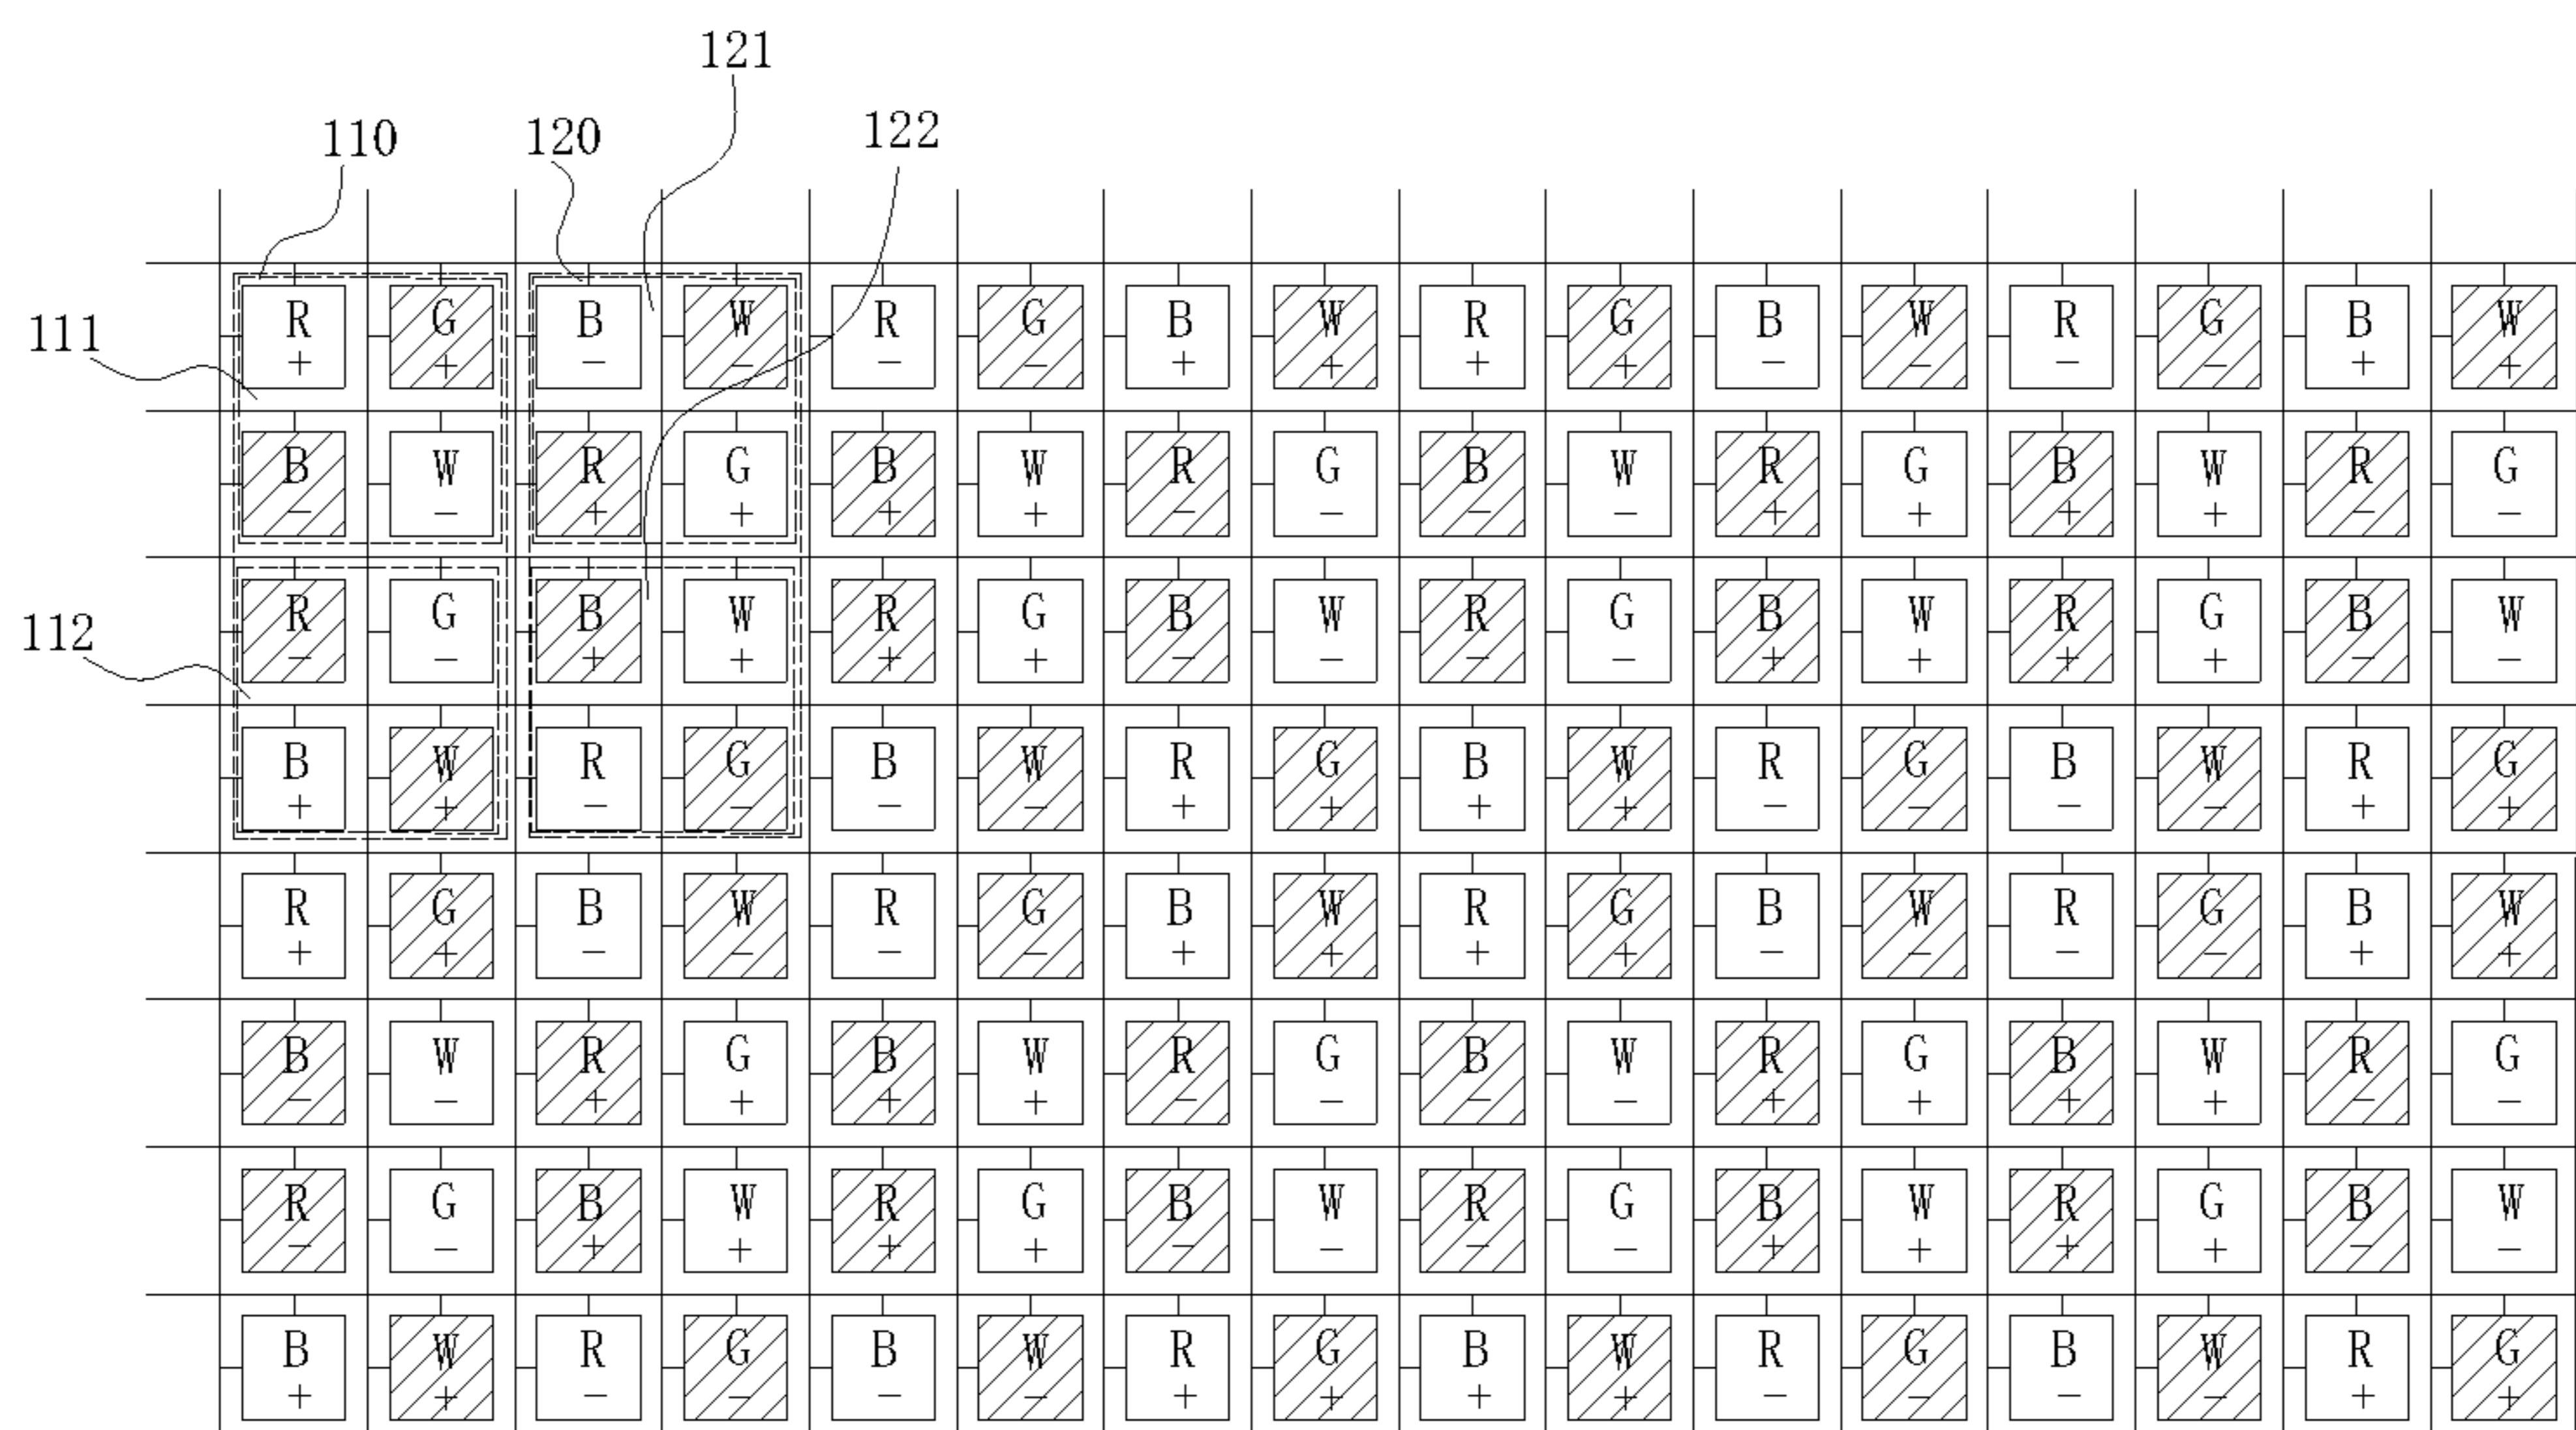 121
110 120 122
R G B W R G B W R G B W R G B W
111
+ + - - - - + + + + - - - - + +
B W R G B W R G B W R G B W R G
- - + + + + - - - - + + + + - -
R G B W R G B W R G B W R G B W
112
- - + + + + - - - - + + + + - -
B W R G B W R G B W R G B W R G
+ + - - - - + + + + - - - - + +
R G B W R G B W R G B W R G B W
+ + - - - - + + + + - - - - + +
B W R G B W R G B W R G B W R G
- - + + + + - - - - + + + + - -
R G B W R G B W R G B W R G B W
- - + + + + - - - - + + + + - -
B W R G B W R G B W R G B W R G
+ + - - - - + + + + - - - - + +